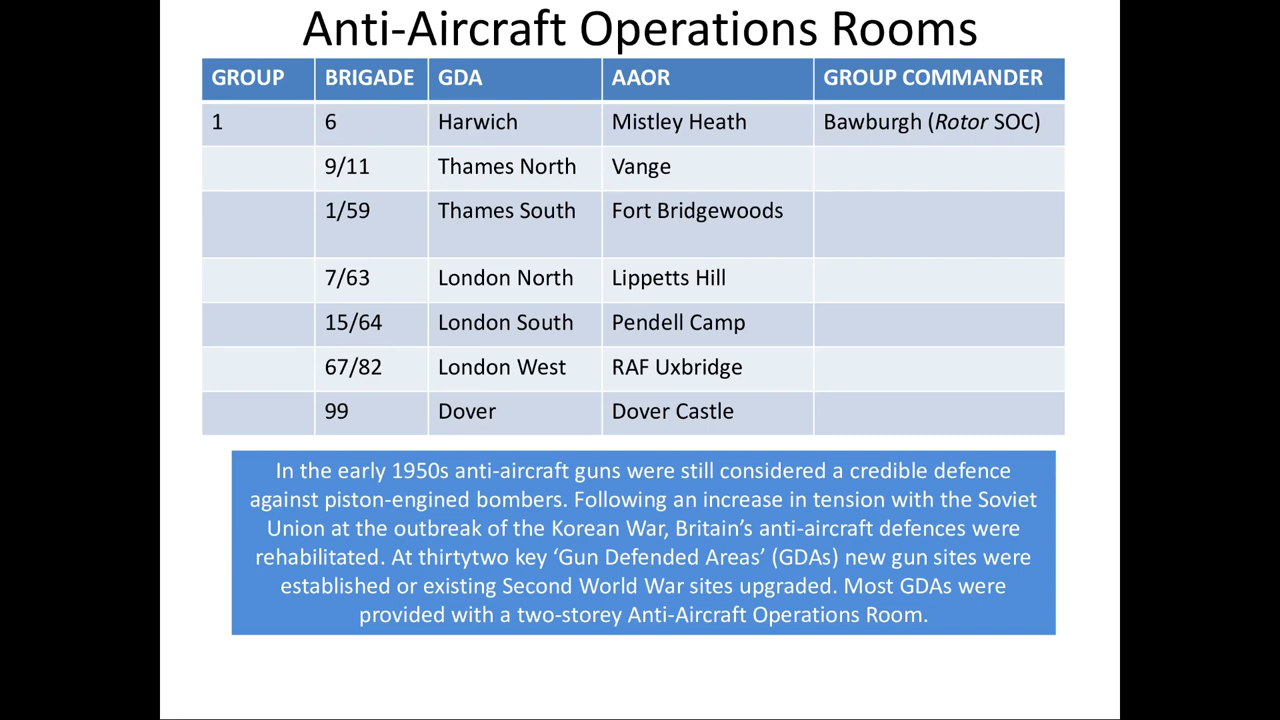 Anti-Aircraft Operations Rooms
GROUP BRIGADE GDA AAOR GROUP COMMANDER
1 6 Harwich Mistley Heath Bawburgh (Rotor SOC)
9/11 Thames North Vange
1/59 Thames South Fort Bridgewoods
7/63 London North Lippetts Hill
15/64 London South Pendell Camp
67/82 London West RAF Uxbridge
99 Dover Dover Castle
In the early 1950s anti-aircraft guns were still considered a credible defence
against piston-engined bombers. Following an increase in tension with the Soviet
Union at the outbreak of the Korean War, Britain’s anti-aircraft defences were
rehabilitated. At thirtytwo key ‘Gun Defended Areas’ (GDAs) new gun sites were
established or existing Second World War sites upgraded. Most GDAs were
provided with a two-storey Anti-Aircraft Operations Room.